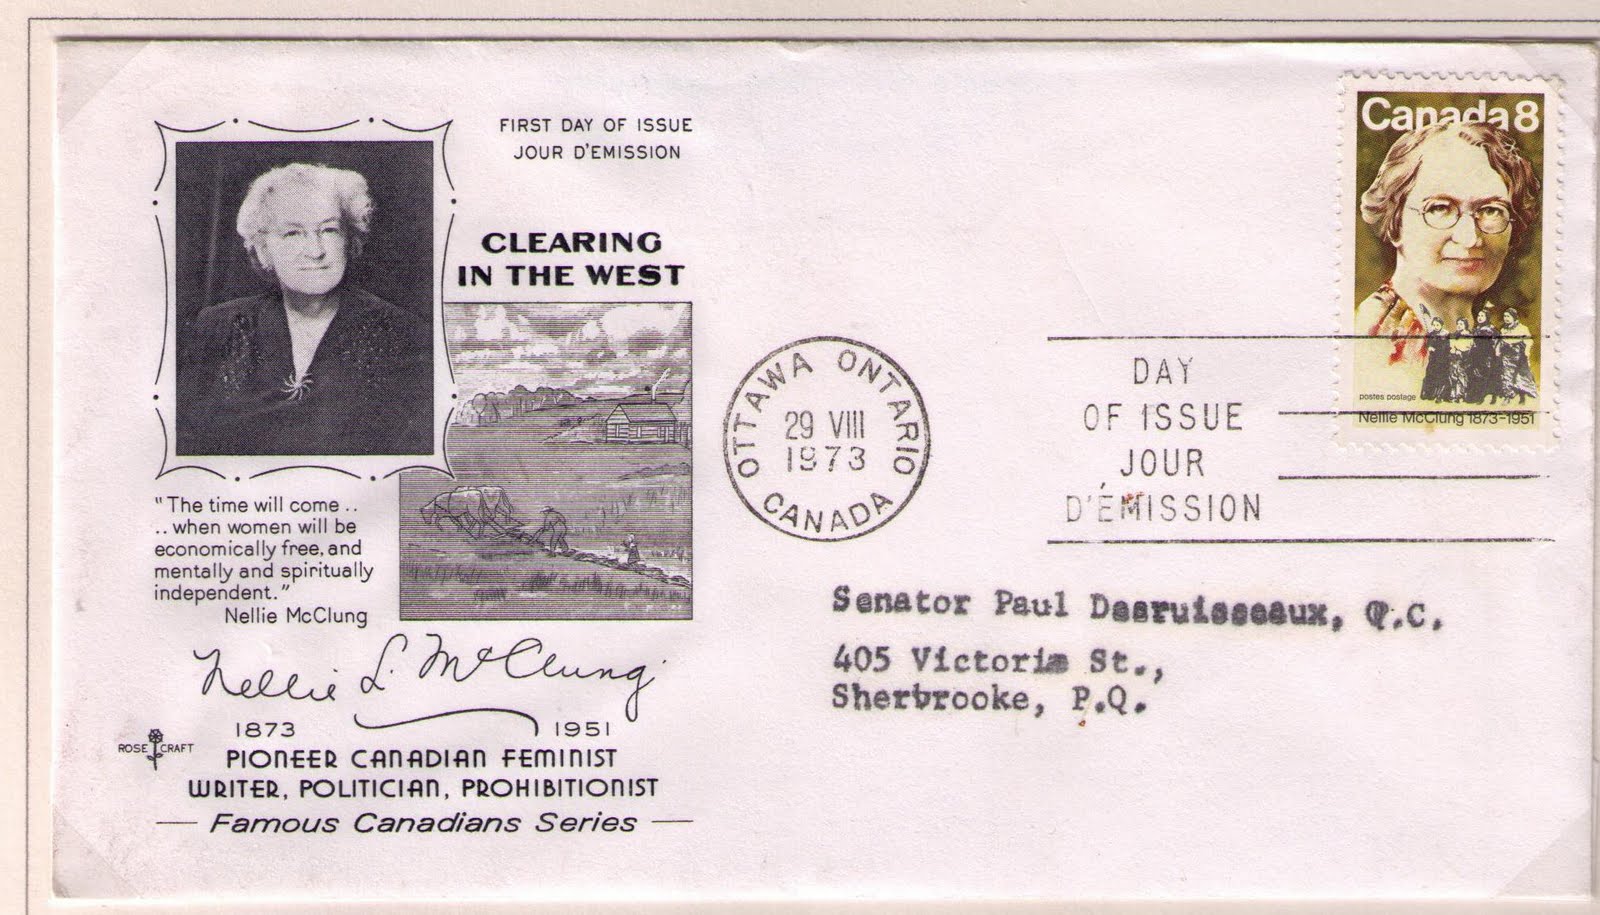 FIRST DAY OF ISSUE
JOUR D'EMISSION
CLEARING
IN THE WEST
"The time will come ..
.. when women will be
economically free, and
mentally and spiritually
independent."
Nellie McClung
Nellie L. McClung
1873 1951
ROSE CRAFT
PIONEER CANADIAN FEMINIST
WRITER, POLITICIAN, PROHIBITIONIST
Famous Canadians Series
OTTAWA ONTARIO
29 VIII
1973
CANADA
DAY
OF ISSUE
JOUR
D'ÉMISSION
Canada 8
postes postage
Nellie McClung 1873-1951
Senator Paul Desruisseaux, Q.C.
405 Victoria St.,
Sherbrooke, P.Q.